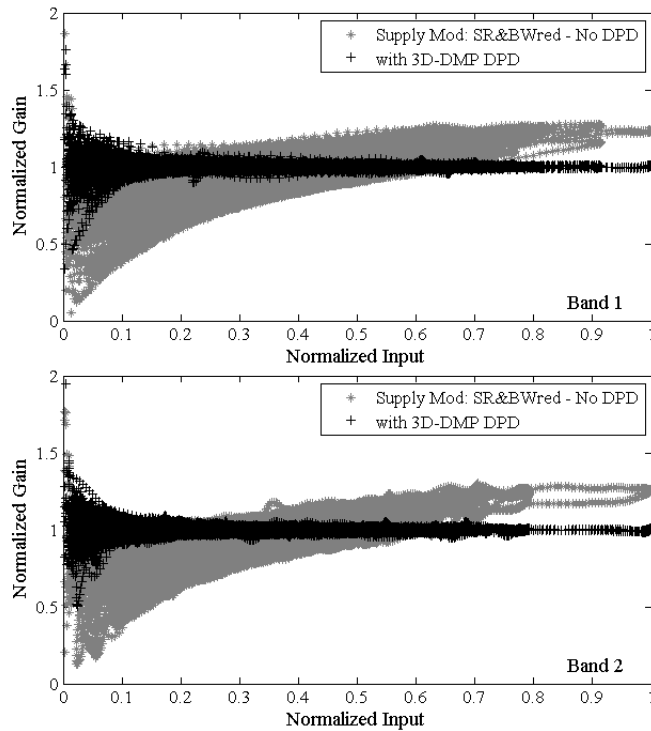 2
1.5
1
0.5
0
Normalized Gain
Supply Mod: SR&BWred - No DPD
with 3D-DMP DPD
Band 1
0 0.1 0.2 0.3 0.4 0.5 0.6 0.7 0.8 0.9 1
Normalized Input
2
1.5
1
0.5
0
Normalized Gain
Supply Mod: SR&BWred - No DPD
with 3D-DMP DPD
Band 2
0 0.1 0.2 0.3 0.4 0.5 0.6 0.7 0.8 0.9 1
Normalized Input